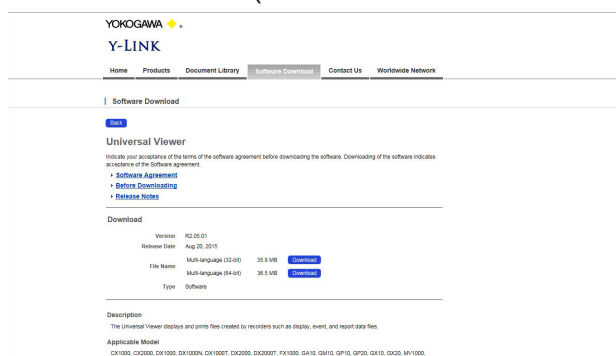 YOKOGAWA
Y-LINK
Home Products Document Library Software Download Contact Us Worldwide Network
Software Download
Back
Universal Viewer
Indicate your acceptance of the terms of the software agreement before downloading the software. Downloading of the software indicates
acceptance of the Software agreement.
Software Agreement
Before Downloading
Release Notes
Download
Version R2.05.01
Release Date Aug 20, 2015
File Name
Multi-language (32-bit) 35.8 MB Download
Multi-language (64-bit) 36.5 MB Download
Type Software
Description
The Universal Viewer displays and prints files created by recorders such as display, event, and report data files.
Applicable Model
CX1000, CX2000, DX1000, DX1000N, DX1000T, DX2000, DX2000T, FX1000, GA10, GM10, GP10, GP20, GX10, GX20, MV1000,